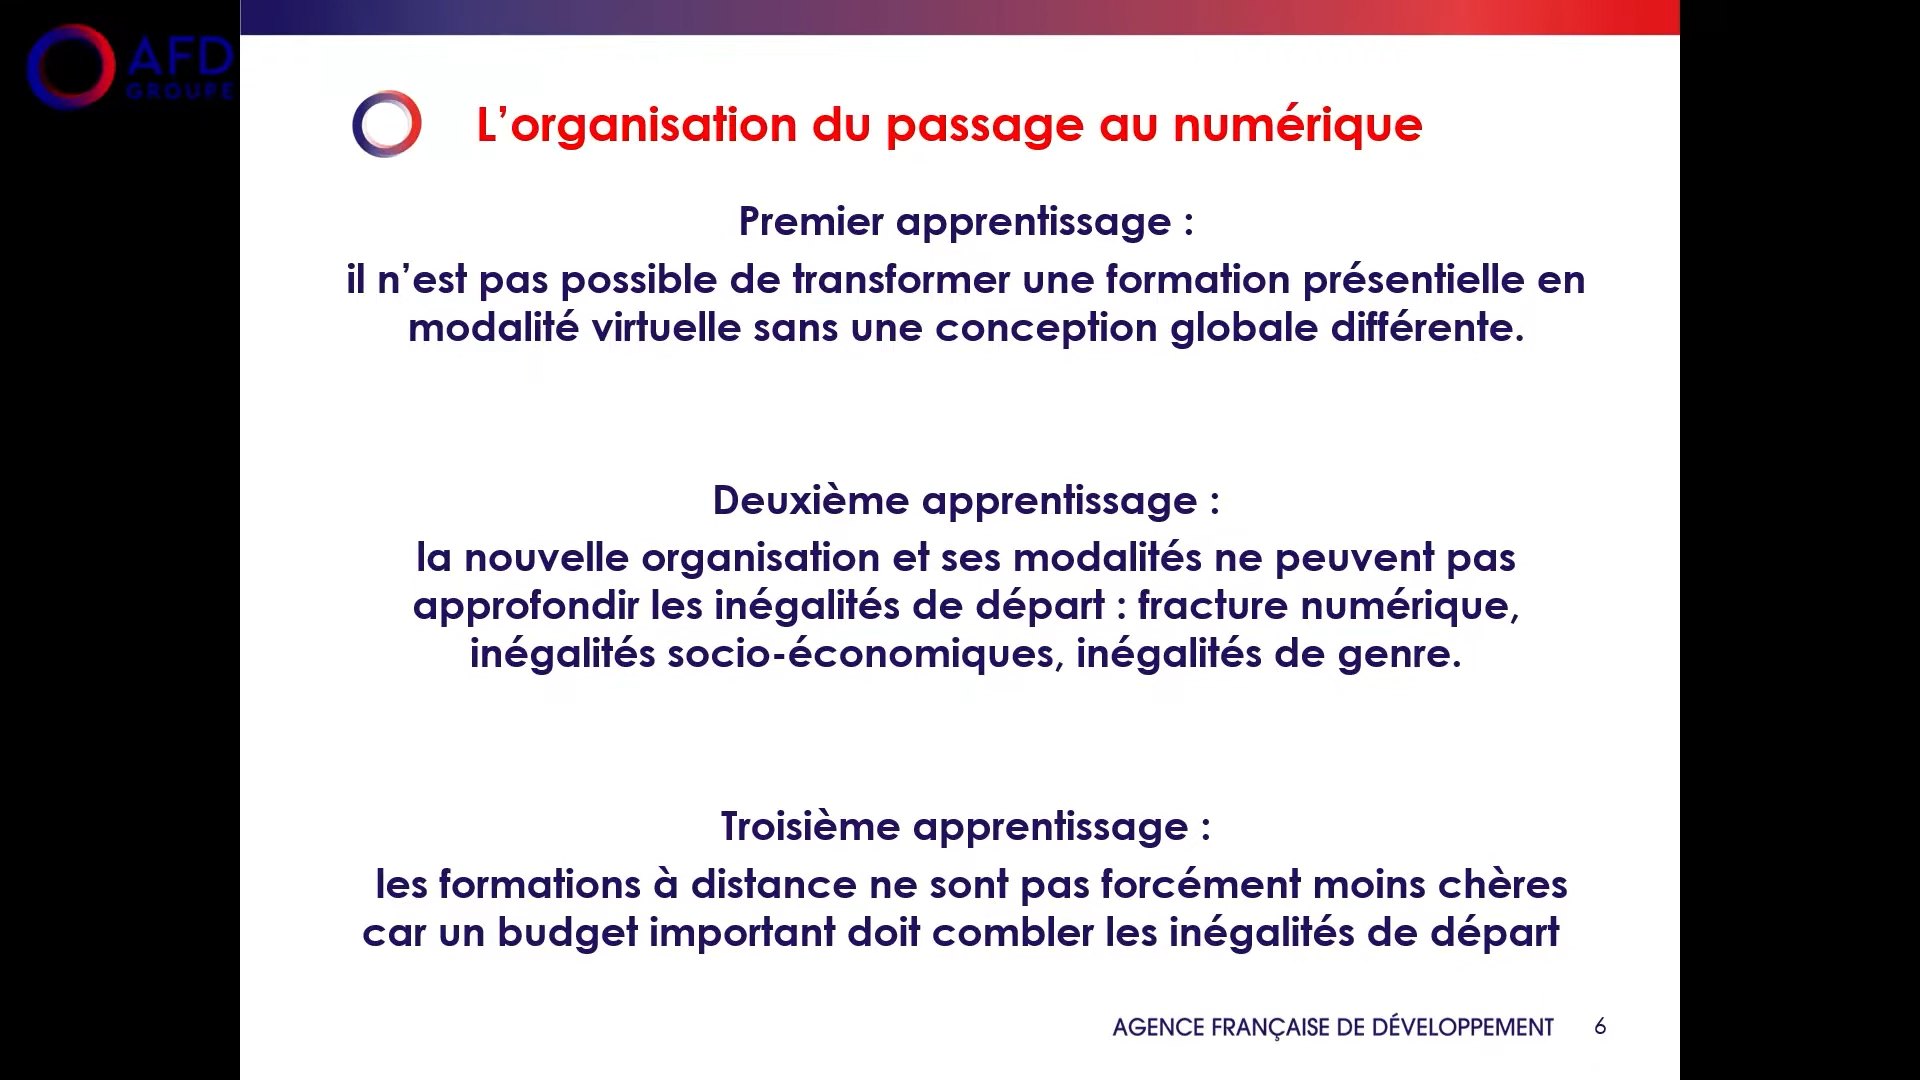 AFD
GROUPE
L’organisation du passage au numérique
Premier apprentissage :
il n’est pas possible de transformer une formation présentielle en
modalité virtuelle sans une conception globale différente.
Deuxième apprentissage :
la nouvelle organisation et ses modalités ne peuvent pas
approfondir les inégalités de départ : fracture numérique,
inégalités socio-économiques, inégalités de genre.
Troisième apprentissage :
les formations à distance ne sont pas forcément moins chères
car un budget important doit combler les inégalités de départ
AGENCE FRANÇAISE DE DÉVELOPPEMENT 6